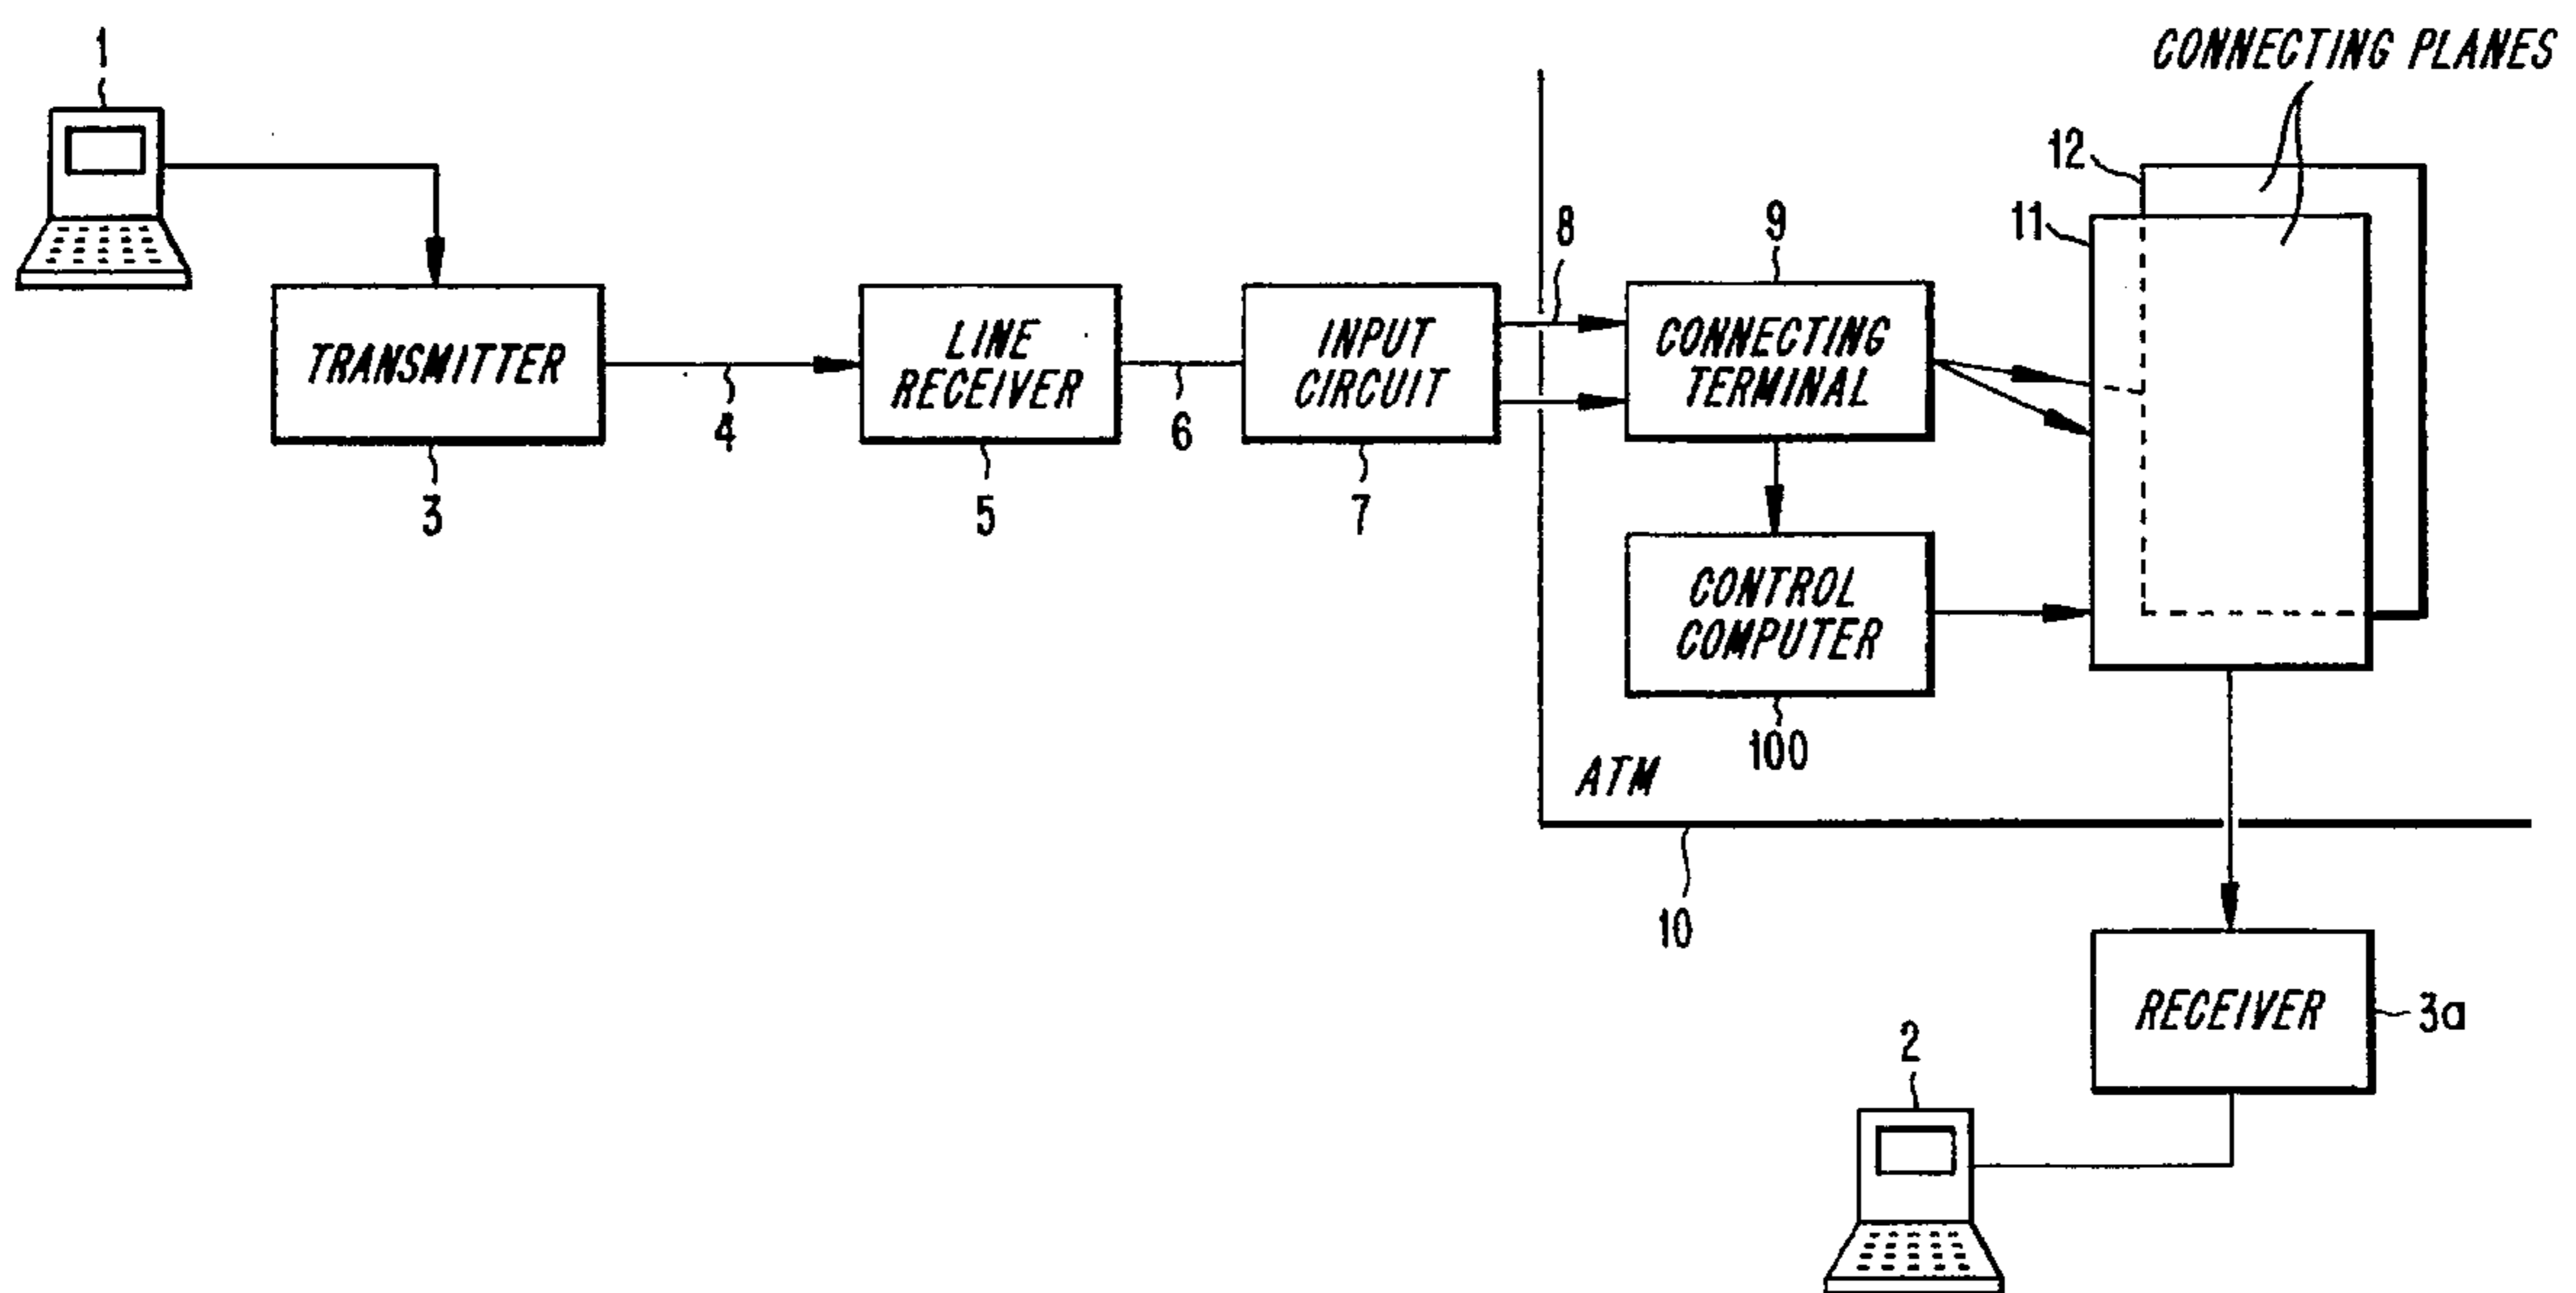 CONNECTING PLANES
1
12
11
8
9
TRANSMITTER
LINE
RECEIVER
INPUT
CIRCUIT
CONNECTING
TERMINAL
4
6
3
5
7
CONTROL
COMPUTER
100
ATM
10
RECEIVER
3a
2